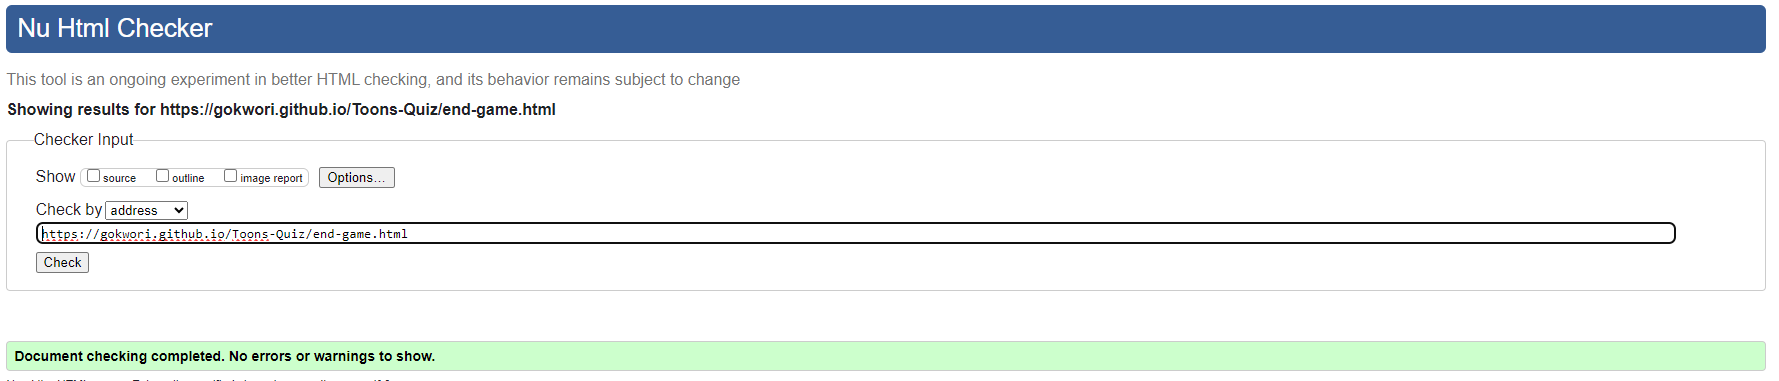 Nu Html Checker
This tool is an ongoing experiment in better HTML checking, and its behavior remains subject to change
Showing results for https://gokwori.github.io/Toons-Quiz/end-game.html
Checker Input
Show source outline image report Options...
Check by address
https://gokwori.github.io/Toons-Quiz/end-game.html
Check
Document checking completed. No errors or warnings to show.